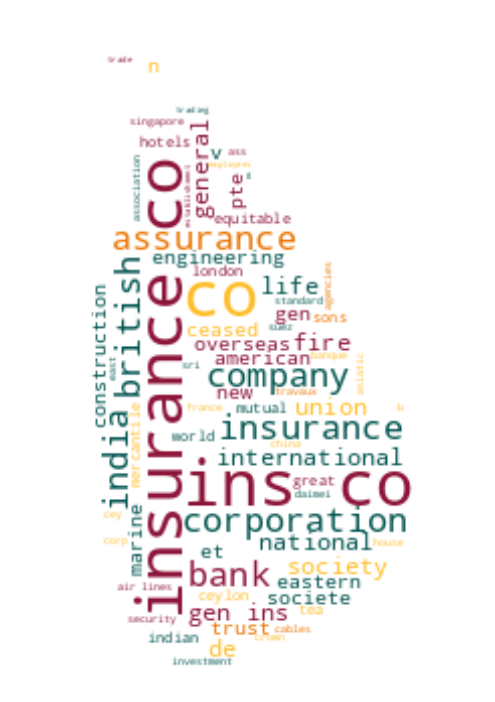 trade
n
trading
singapore
hotels
general
v
ass
employees
association
establishment
pte
equitable
insurance co
assurance
engineering
british
london
co
life
agencies
standard
construction
gen
sons
ceased
suez
overseas
fire
american
banque
east
sri
company
asiatic
new
travaux
india
mercantile
france
mutual
union
b
world
insurance
china
international
ins co
great
daimei
cey
corporation
marine
corp
et
national
house
bank
society
eastern
air lines
ceylon
societe
gen ins
tea
security
trust
cables
indian
crown
de
investment